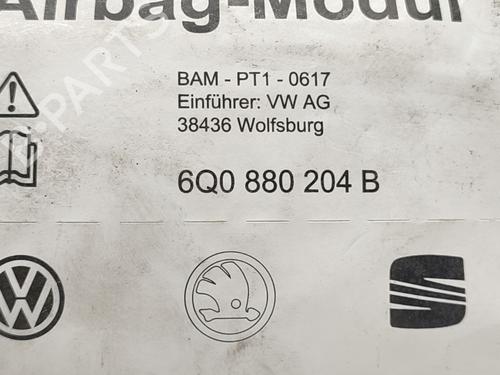 Airbag-Modul
BAM - PT1 - 0617
Einführer: VW AG
38436 Wolfsburg
6Q0 880 204 B